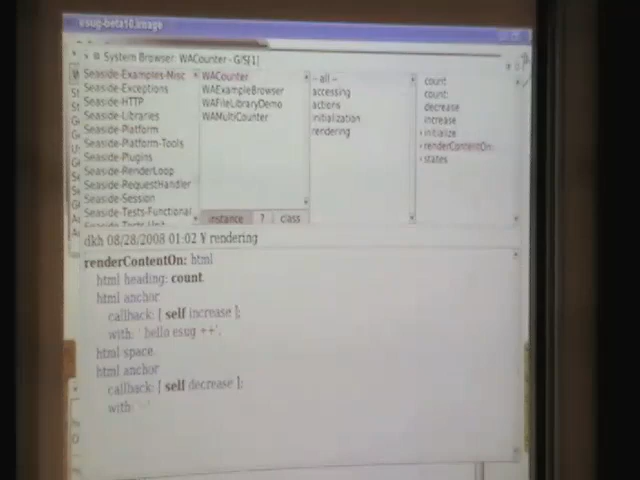 esug-beta10.image
System Browser: WACounter - G/S[1]
Seaside-Examples-Misc
Seaside-Exceptions
Seaside-HTTP
Seaside-Libraries
Seaside-Platform
Seaside-Platform-Tools
Seaside-Plugins
Seaside-RenderLoop
Seaside-RequestHandler
Seaside-Session
Seaside-Tests-Functional
WACounter
WAExampleBrowser
WAFileLibraryDemo
WAMultiCounter
instance ? class
-- all --
accessing
actions
initialization
rendering
count
count:
decrease
increase
initialize
renderContentOn:
states
dkh 08/28/2008 01:02 ¥ rendering
renderContentOn: html
html heading: count.
html anchor
callback: [ self increase ];
with: ' hello esug ++'.
html space.
html anchor
callback: [ self decrease ];
with: